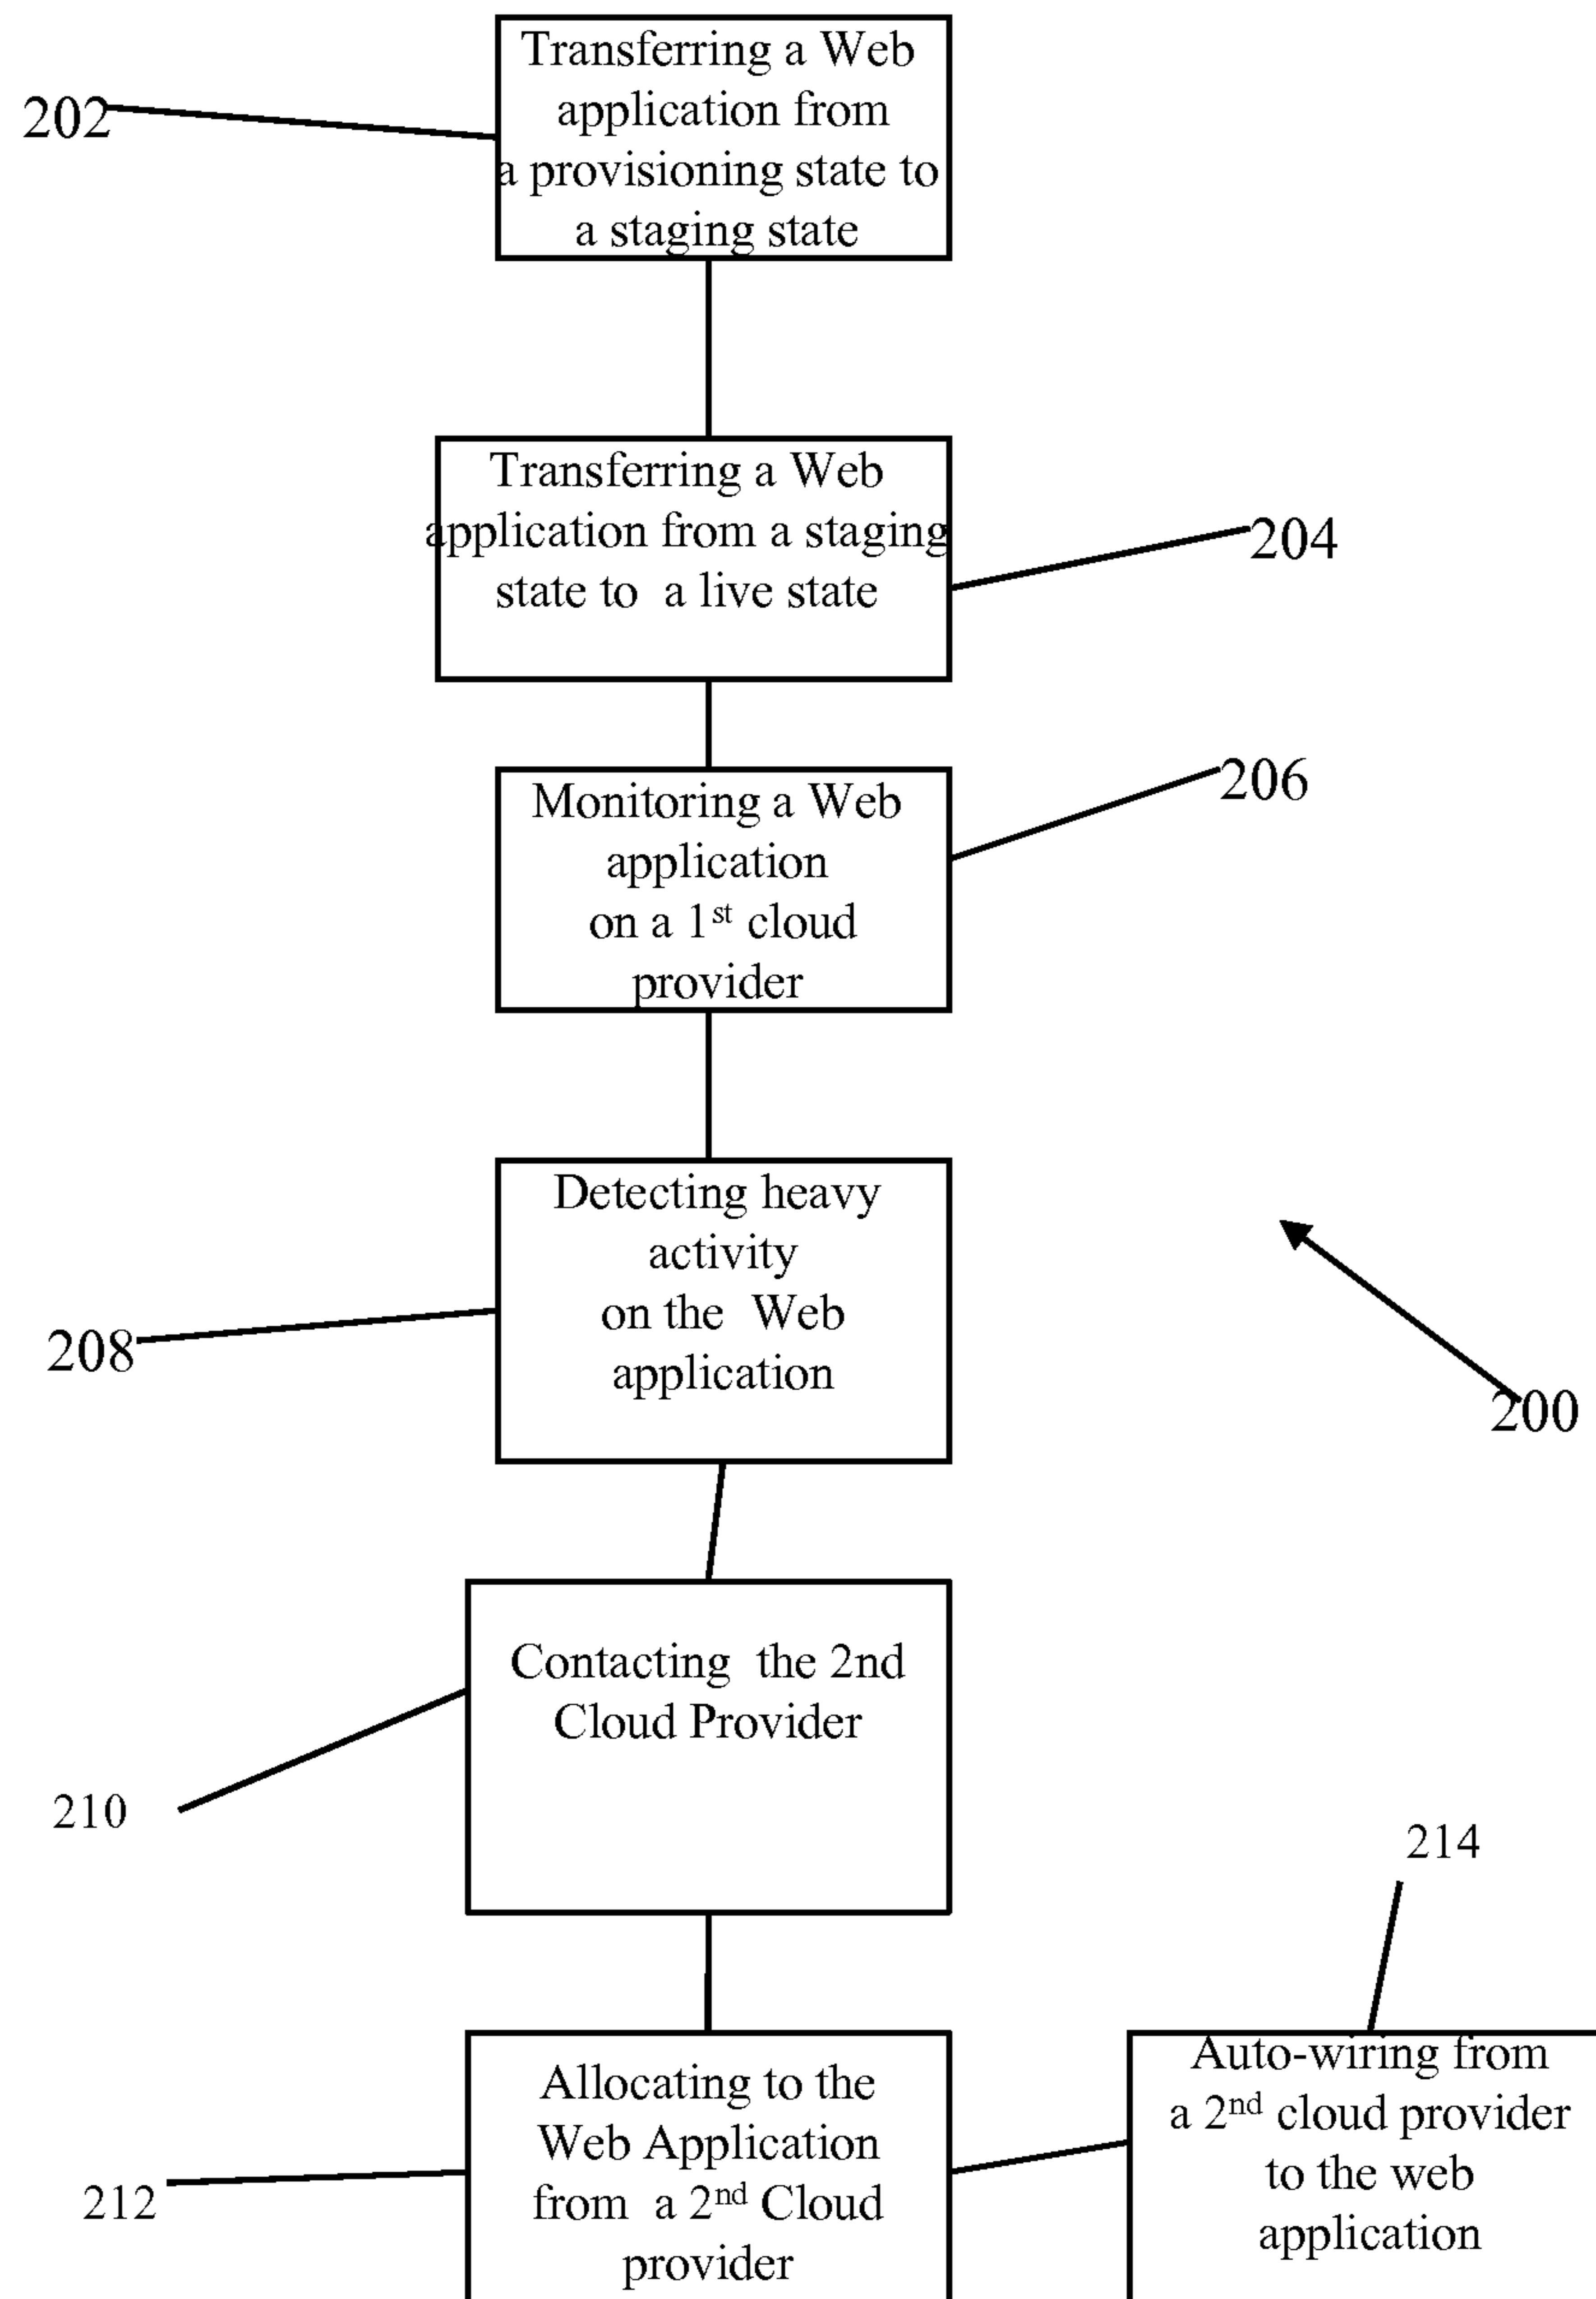 Transferring a Web
application from
a provisioning state to
a staging state
202
Transferring a Web
application from a staging
state to a live state
204
Monitoring a Web
application
on a 1st cloud
provider
206
Detecting heavy
activity
on the Web
application
208
200
Contacting the 2nd
Cloud Provider
210
214
Allocating to the
Web Application
from a 2nd Cloud
provider
212
Auto-wiring from
a 2nd cloud provider
to the web
application